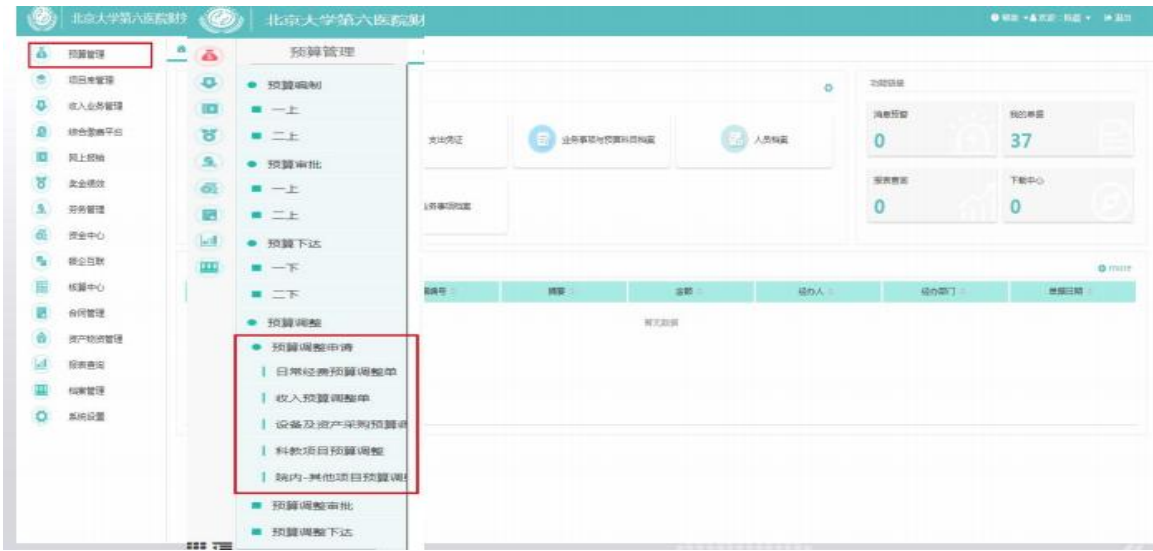 北京大学第六医院财务
北京大学第六医院财
预算管理
项目库管理
收入业务管理
网上报销
奖金绩效
劳务管理
资金中心
银企互联
核算中心
合同管理
资产物资管理
报表查询
档案管理
系统设置
预算管理
预算编制
一上
二上
预算审批
一上
二上
预算下达
一下
二下
预算调整
预算调整申请
日常经费预算调整单
收入预算调整单
设备及资产采购预算调
科教项目预算调整
院内-其他项目预算调整
预算调整审批
预算调整下达
支出凭证
业务事项与预算科目档案
人员档案
业务事项档案
消息预警
0
我的单据
37
报表查询
0
下载中心
0
more
摘要
金额
经办人
经办部门
单据日期
暂无数据